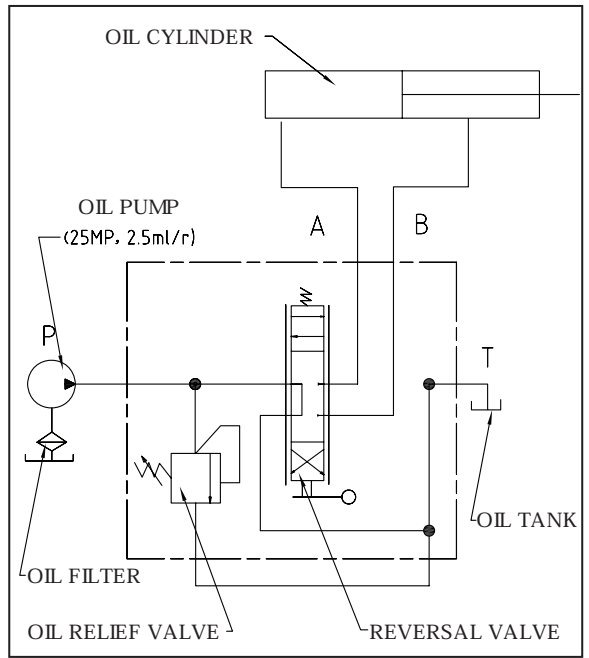 OIL CYLINDER
OIL PUMP
(25MP, 2.5ml/r)
A
B
P
T
OIL TANK
OIL FILTER
OIL RELIEF VALVE
REVERSAL VALVE